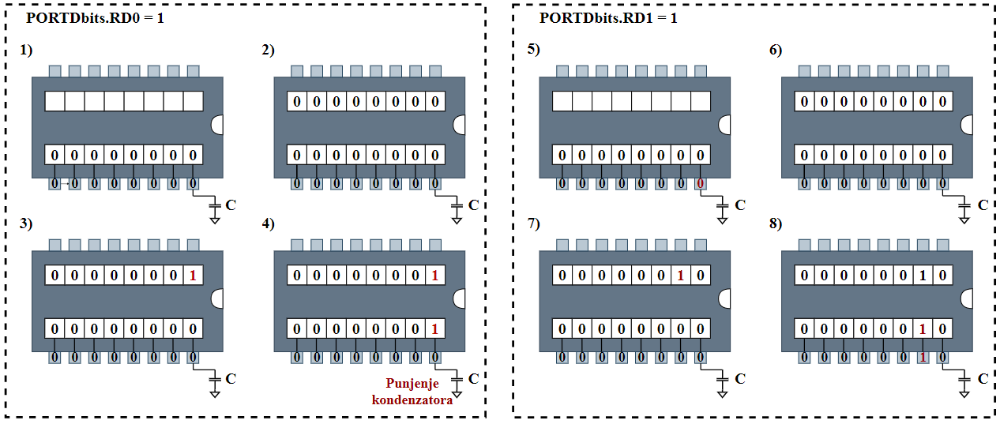 PORTDbits.RD0 = 1
1)
0 0 0 0 0 0 0 0
0→0 0 0 0 0 0 0
C
2)
0 0 0 0 0 0 0 0
0 0 0 0 0 0 0 0
0 0 0 0 0 0 0 0
C
3)
0 0 0 0 0 0 0 1
0 0 0 0 0 0 0 0
0 0 0 0 0 0 0 0
C
4)
0 0 0 0 0 0 0 1
0 0 0 0 0 0 0 1
0 0 0 0 0 0 0 0
C
Punjenje
kondenzatora
PORTDbits.RD1 = 1
5)
0 0 0 0 0 0 0 0
0 0 0 0 0 0 0 0
C
6)
0 0 0 0 0 0 0 0
0 0 0 0 0 0 0 0
0 0 0 0 0 0 0 0
C
7)
0 0 0 0 0 0 1 0
0 0 0 0 0 0 0 0
0 0 0 0 0 0 0 0
C
8)
0 0 0 0 0 0 1 0
0 0 0 0 0 0 1 0
0 0 0 0 0 0 1 0
C